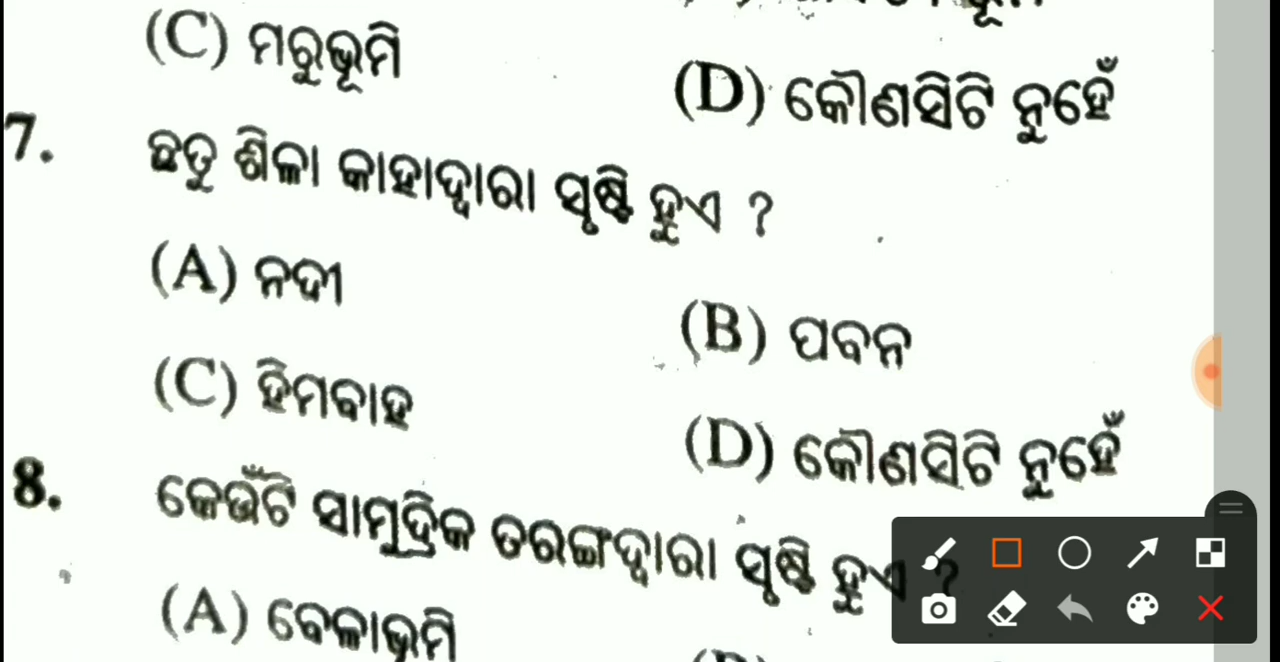 (C) ମରୁଭୂମି
(D) କୌଣସିଟି ନୁହେଁ
7. ଛତୁ ଶିଳା କାହାଦ୍ୱାରା ସୃଷ୍ଟି ହୁଏ ?
(A) ନଦୀ
(B) ପବନ
(C) ହିମବାହ
(D) କୌଣସିଟି ନୁହେଁ
8. କେଉଁଟି ସାମୁଦ୍ରିକ ତରଙ୍ଗଦ୍ୱାରା ସୃଷ୍ଟି ହୁଏ ?
(A) ବେଳାଭୂମି